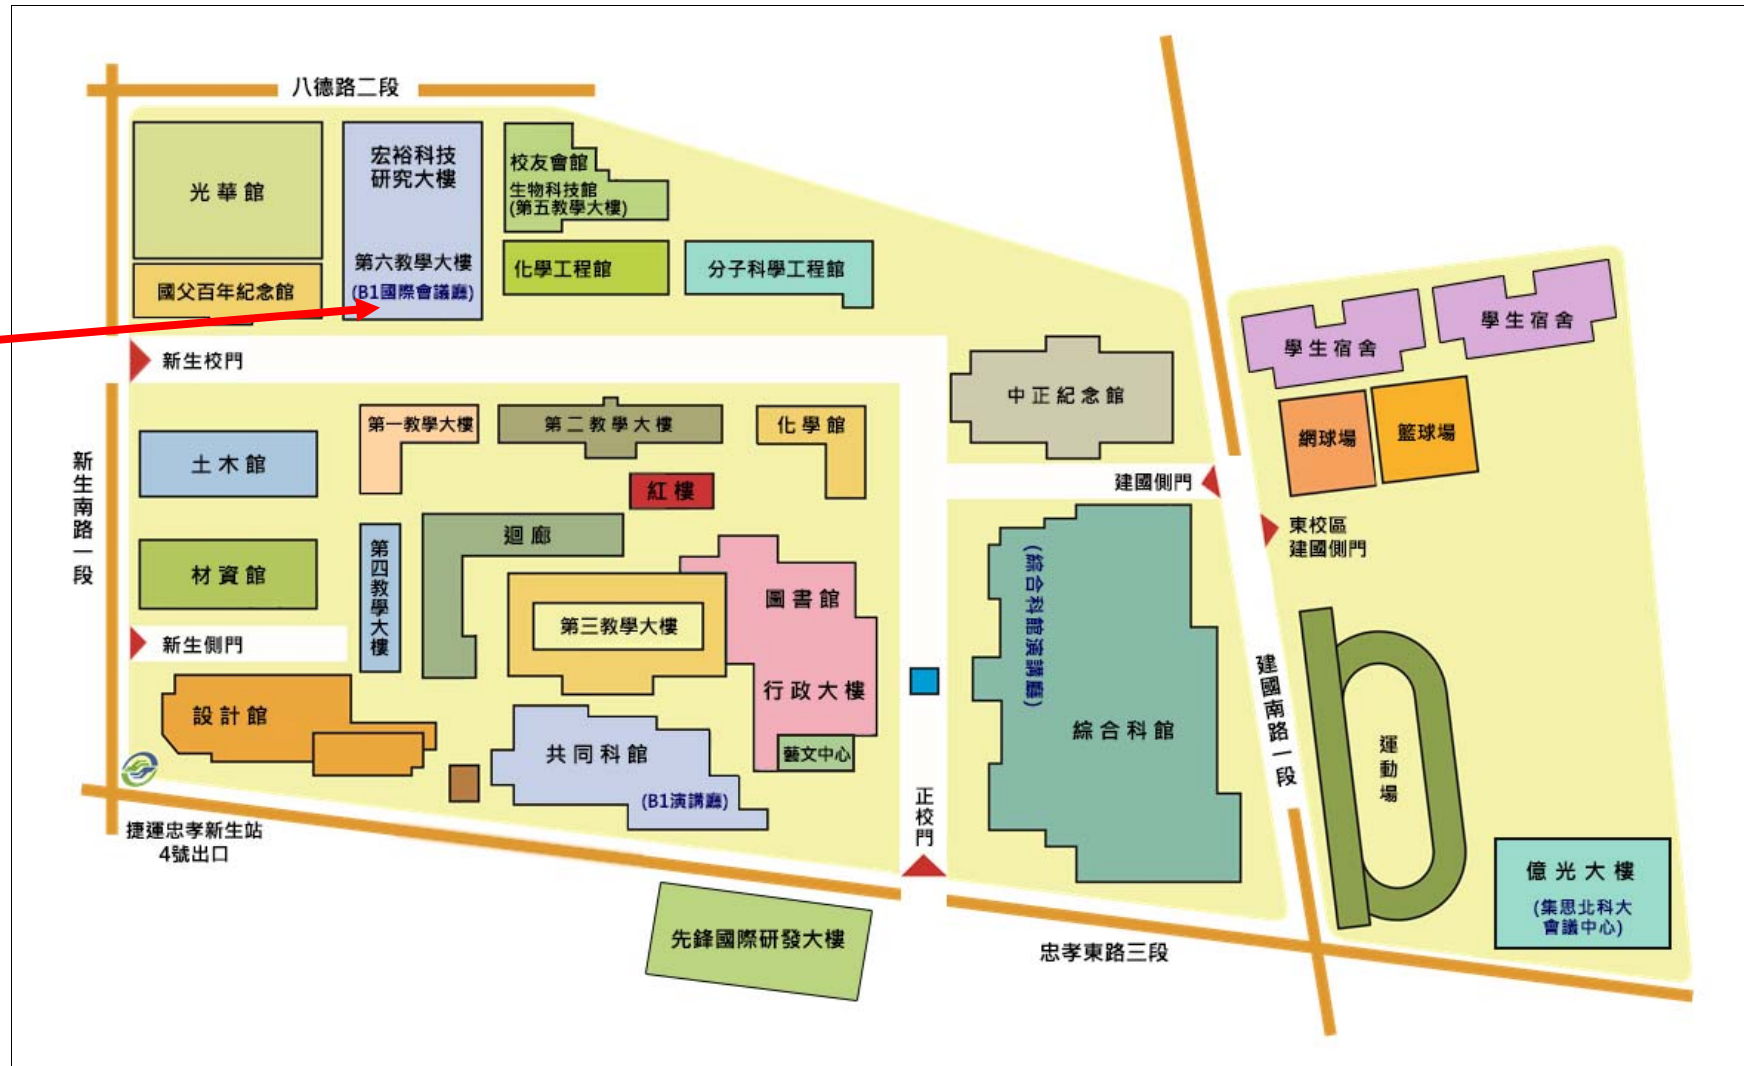 八德路二段
光華館
宏裕科技
研究大樓
第六教學大樓
(B1國際會議廳)
校友會館
生物科技館
(第五教學大樓)
國父百年紀念館
化學工程館
分子科學工程館
新生校門
中正紀念館
學生宿舍
學生宿舍
網球場
籃球場
第一教學大樓
第二教學大樓
化學館
土木館
紅樓
建國側門
東校區
建國側門
新生南路一段
材資館
第四教學大樓
迴廊
第三教學大樓
圖書館
行政大樓
(綜合科館演講廳)
綜合科館
新生側門
設計館
共同科館
(B1演講廳)
藝文中心
正校門
建國南路一段
運動場
捷運忠孝新生站
4號出口
億光大樓
(集思北科大
會議中心)
先鋒國際研發大樓
忠孝東路三段